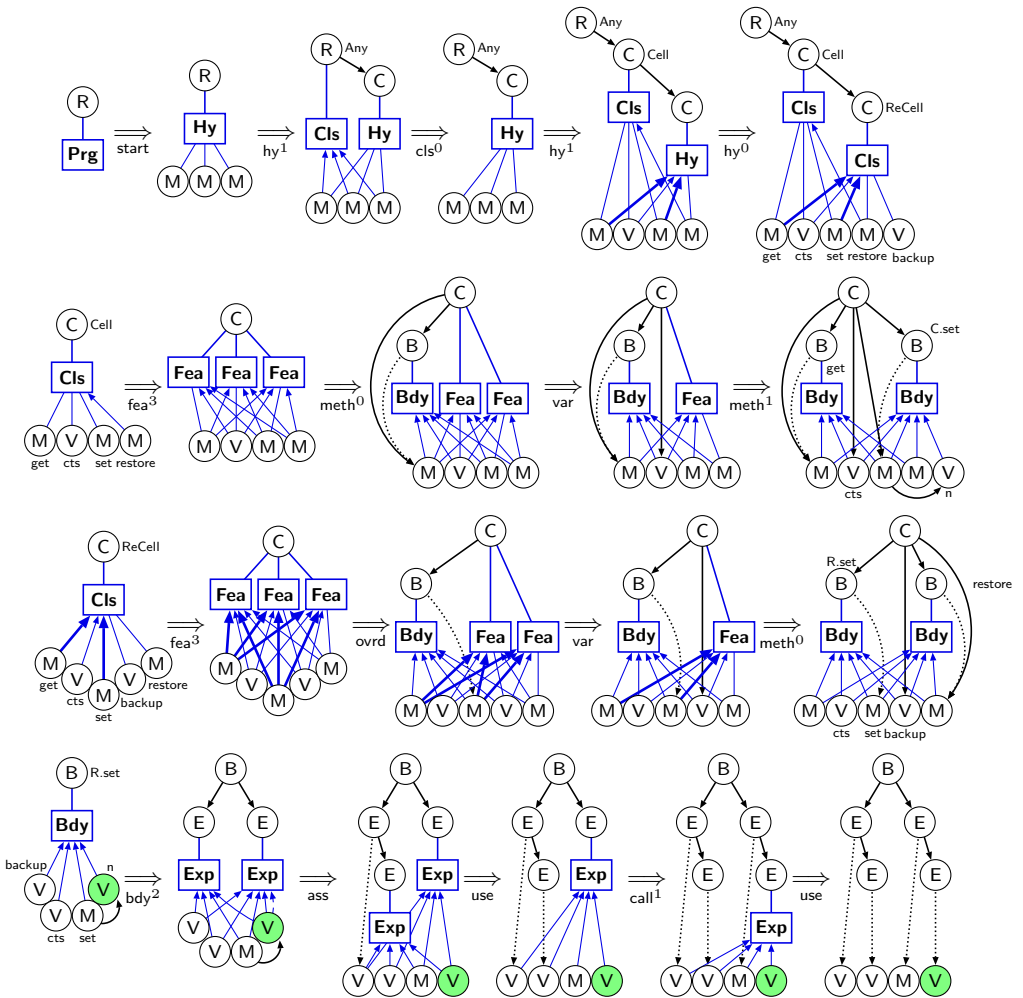 R
Prg
⟹ start
R
Hy
M M M
⟹ hy¹
R Any
C
Cls Hy
M M M
⟹ cls⁰
R Any
C
Hy
M M M
⟹ hy¹
R Any
C Cell
Cls C
Hy
M V M M
⟹ hy⁰
R Any
C Cell
Cls C ReCell
Cls
M V M M V
get cts set restore backup
C Cell
Cls
M V M M
get cts set restore
⟹ fea³
C
Fea Fea Fea
M V M M
⟹ meth⁰
C
B
Bdy Fea Fea
M V M M
⟹ var
C
B
Bdy Fea
M V M M
⟹ meth¹
C
B get B C.set
Bdy Bdy
M V M M V
cts n
C ReCell
Cls
M V M V M
get cts set backup restore
⟹ fea³
C
Fea Fea Fea
M V M V M
⟹ ovrd
C
B
Bdy Fea Fea
M V M V M
⟹ var
C
B
Bdy Fea
M V M V M
⟹ meth⁰
C
R.set restore
B B
Bdy Bdy
M V M V M
cts set backup
B R.set
Bdy
backup n
V V M V
cts set
⟹ bdy²
B
E E
Exp Exp
V V M V
⟹ ass
B
E E
E Exp
Exp
V V M V
⟹ use
B
E E
E Exp
V V M V
⟹ call¹
B
E E
E E
Exp
V V M V
⟹ use
B
E E
E E
V V M V